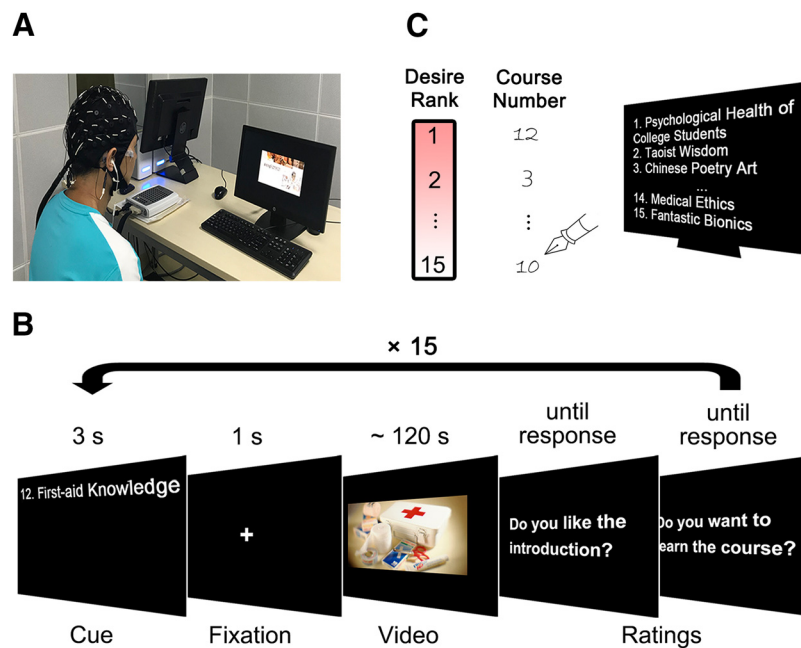 A
C
Desire
Rank
Course
Number
1
12
2
3
⋮
⋮
15
10
1. Psychological Health of
College Students
2. Taoist Wisdom
3. Chinese Poetry Art
...
14. Medical Ethics
15. Fantastic Bionics
B
× 15
3 s
1 s
~ 120 s
until
response
until
response
12. First-aid Knowledge
+
Do you like the
introduction?
Do you want to
earn the course?
Cue
Fixation
Video
Ratings